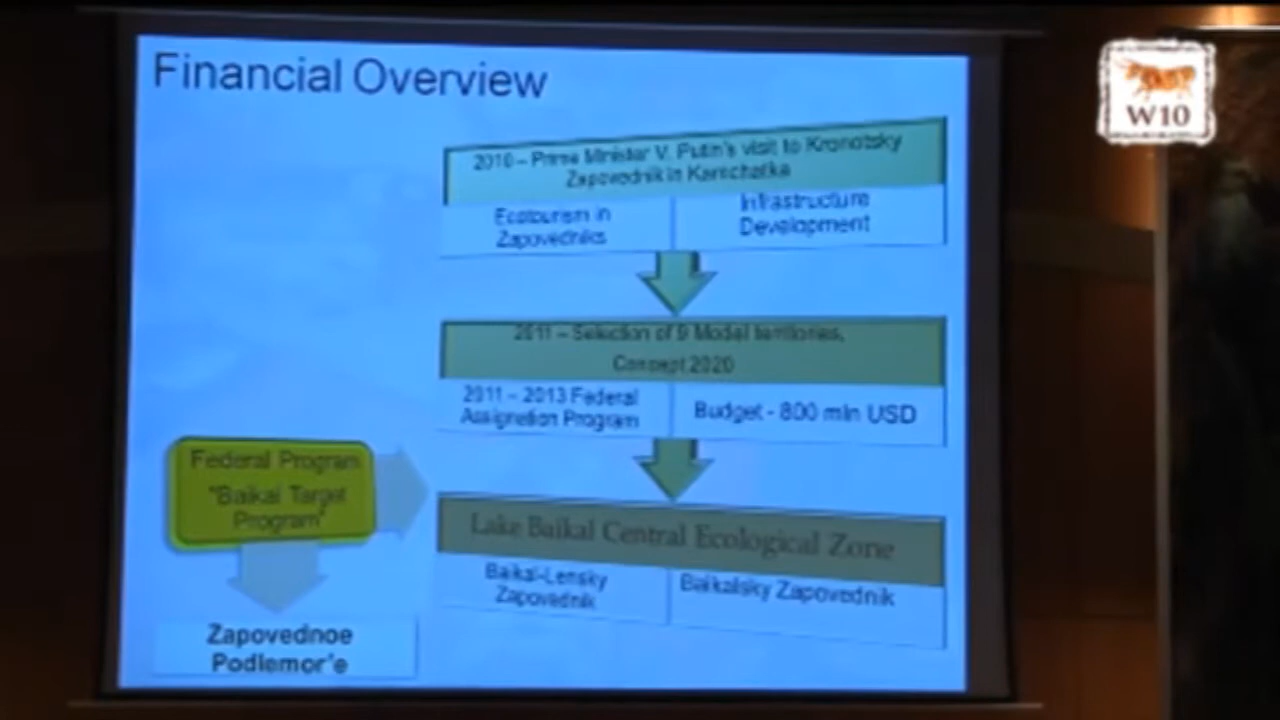 Financial Overview
W10
2010 – Prime Minister V. Putin's visit to Kronotsky
Zapovednik in Kamchatka
Ecotourism in
Zapovedniks
Infrastructure
Development
2011 – Selection of 9 Model territories,
Concept 2020
2011 – 2013 Federal
Assignation Program
Budget - 800 mln USD
Federal Program
"Baikal Target
Program"
Lake Baikal Central Ecological Zone
Baikal-Lensky
Zapovednik
Baikalsky Zapovednik
Zapovednoe
Podlemor'e